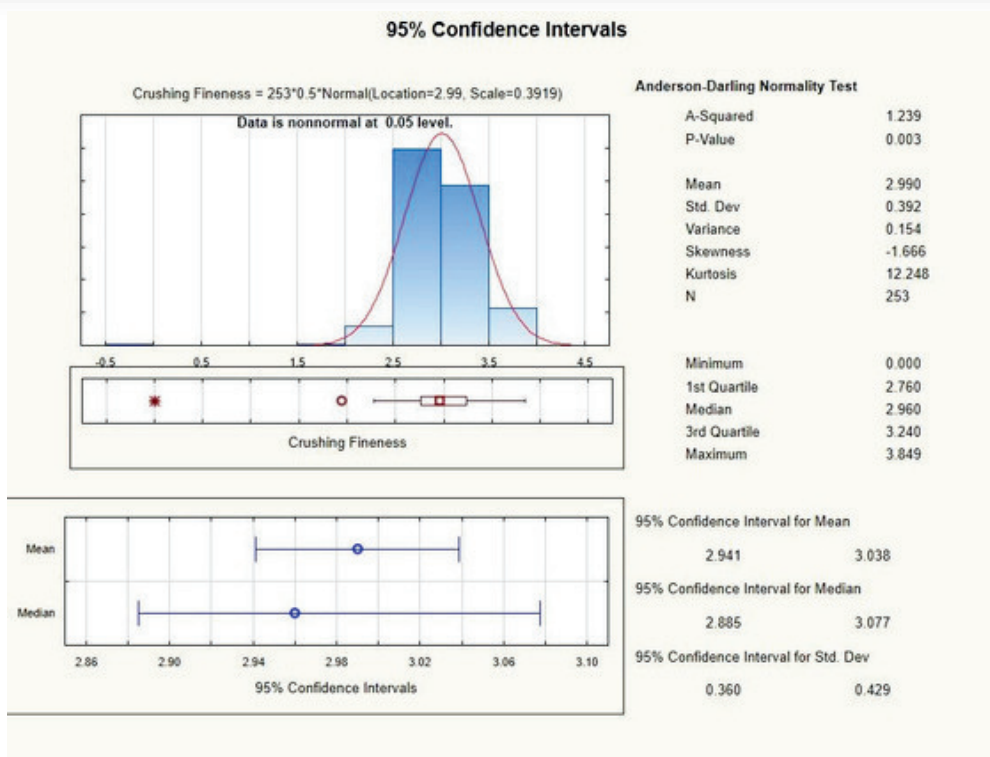 95% Confidence Intervals
Crushing Fineness = 253*0.5*Normal(Location=2.99, Scale=0.3919)
Data is nonnormal at 0.05 level.
-0.5 0.5 1.5 2.5 3.5 4.5
Crushing Fineness
Anderson-Darling Normality Test
A-Squared 1.239
P-Value 0.003
Mean 2.990
Std. Dev 0.392
Variance 0.154
Skewness -1.666
Kurtosis 12.248
N 253
Minimum 0.000
1st Quartile 2.760
Median 2.960
3rd Quartile 3.240
Maximum 3.849
Mean
Median
2.86 2.90 2.94 2.98 3.02 3.06 3.10
95% Confidence Intervals
95% Confidence Interval for Mean
2.941 3.038
95% Confidence Interval for Median
2.885 3.077
95% Confidence Interval for Std. Dev
0.360 0.429